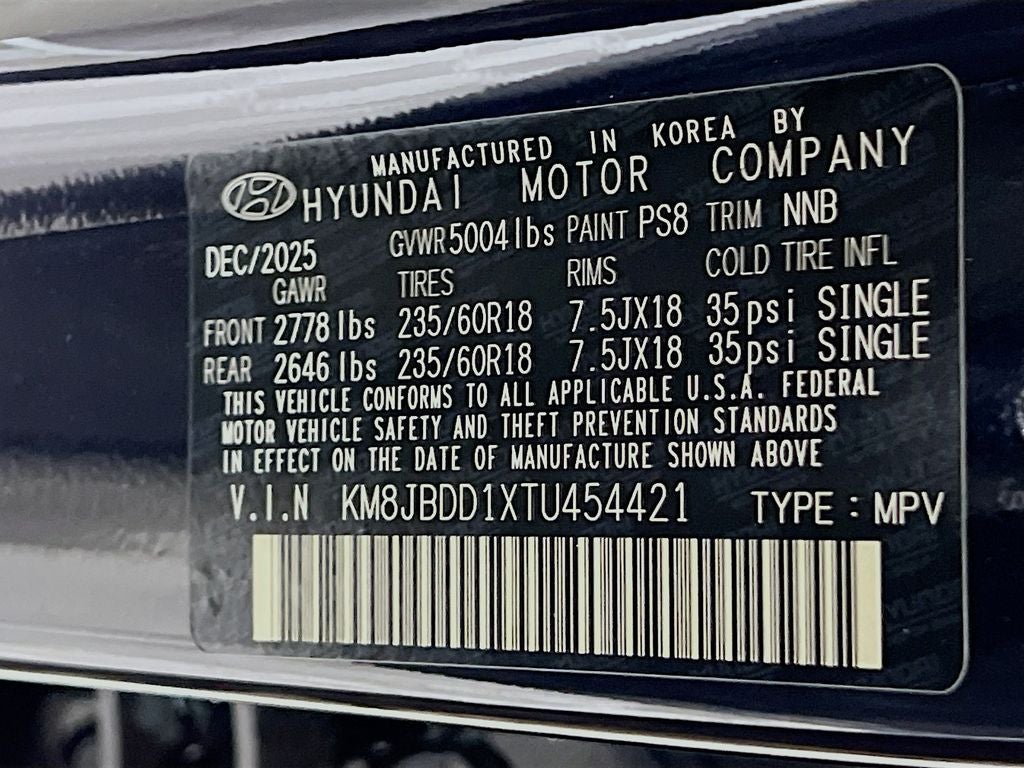 MANUFACTURED IN KOREA BY
HYUNDAI MOTOR COMPANY
DEC/2025 GVWR 5004 lbs PAINT PS8 TRIM NNB
GAWR TIRES RIMS COLD TIRE INFL
FRONT 2778 lbs 235/60R18 7.5JX18 35psi SINGLE
REAR 2646 lbs 235/60R18 7.5JX18 35psi SINGLE
THIS VEHICLE CONFORMS TO ALL APPLICABLE U.S.A. FEDERAL
MOTOR VEHICLE SAFETY AND THEFT PREVENTION STANDARDS
IN EFFECT ON THE DATE OF MANUFACTURE SHOWN ABOVE
V.I.N KM8JBDD1XTU454421 TYPE : MPV